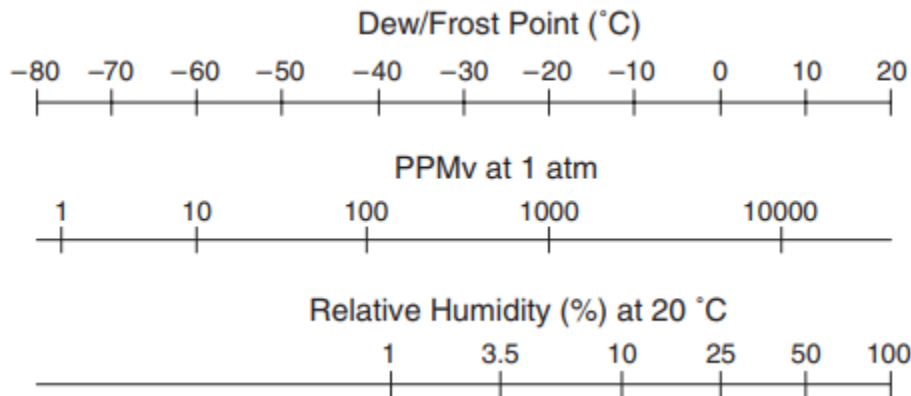 Dew/Frost Point (˚C)
−80 −70 −60 −50 −40 −30 −20 −10 0 10 20
PPMv at 1 atm
1 10 100 1000 10000
Relative Humidity (%) at 20 ˚C
1 3.5 10 25 50 100